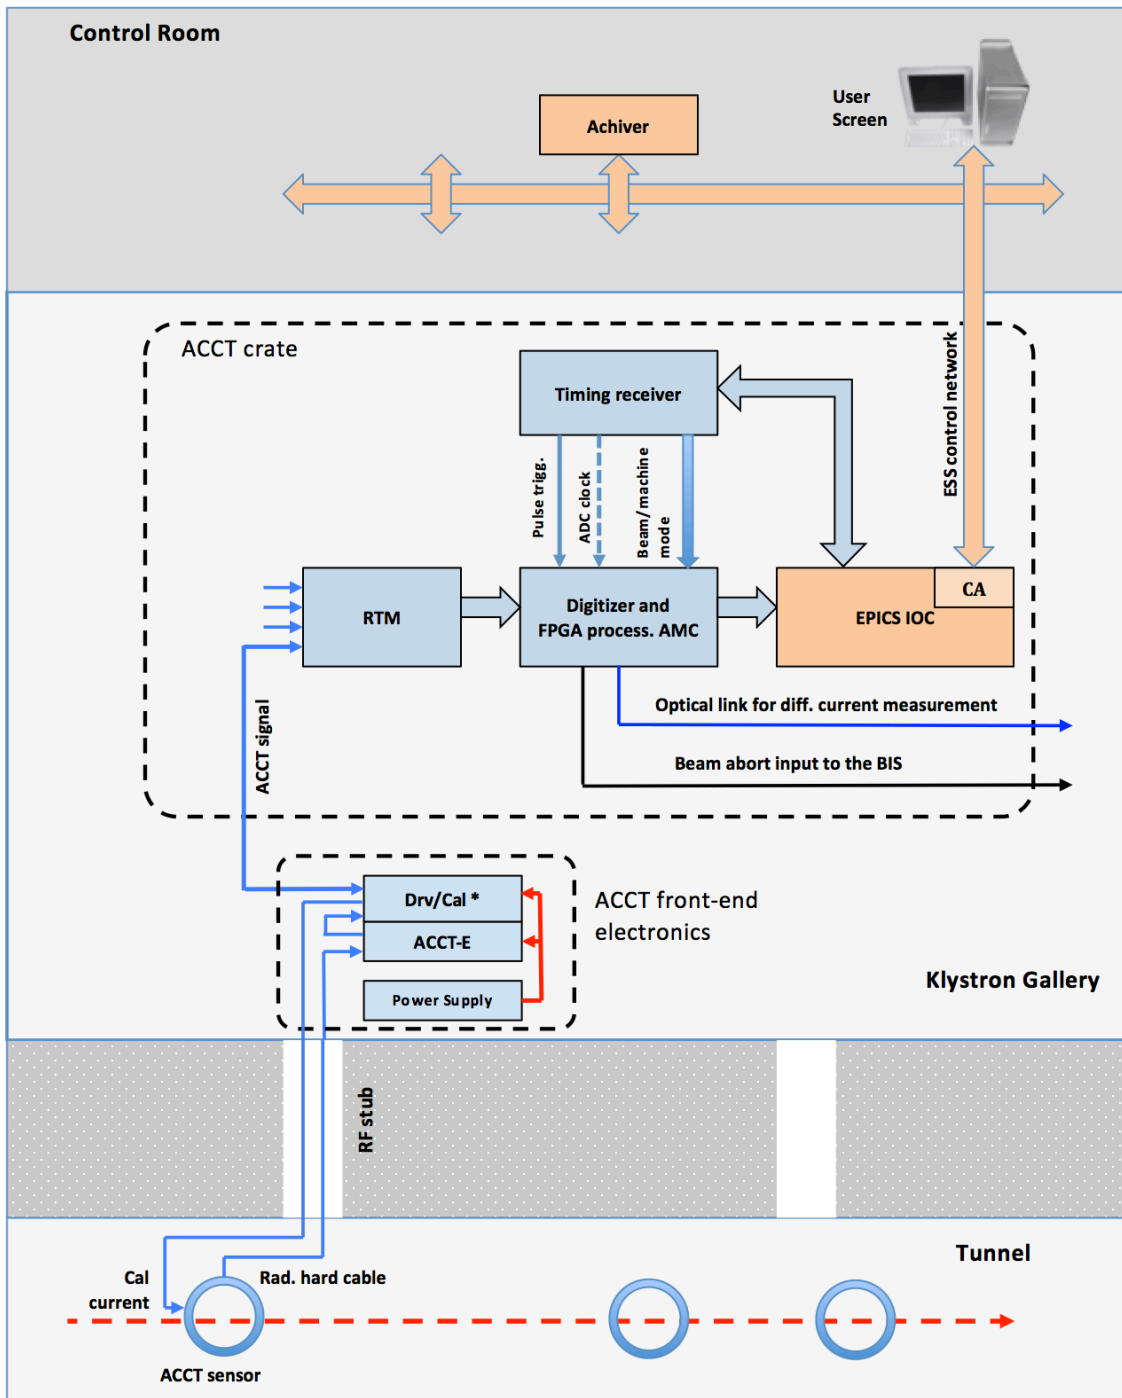 Control Room
User
Screen
Achiver
ACCT crate
Timing receiver
ESS control network
Pulse trigg.
ADC clock
Beam/machine
mode
RTM
Digitizer and
FPGA process. AMC
CA
EPICS IOC
Optical link for diff. current measurement
ACCT signal
Beam abort input to the BIS
Drv/Cal *
ACCT-E
Power Supply
ACCT front-end
electronics
Klystron Gallery
RF stub
Tunnel
Cal
current
Rad. hard cable
ACCT sensor